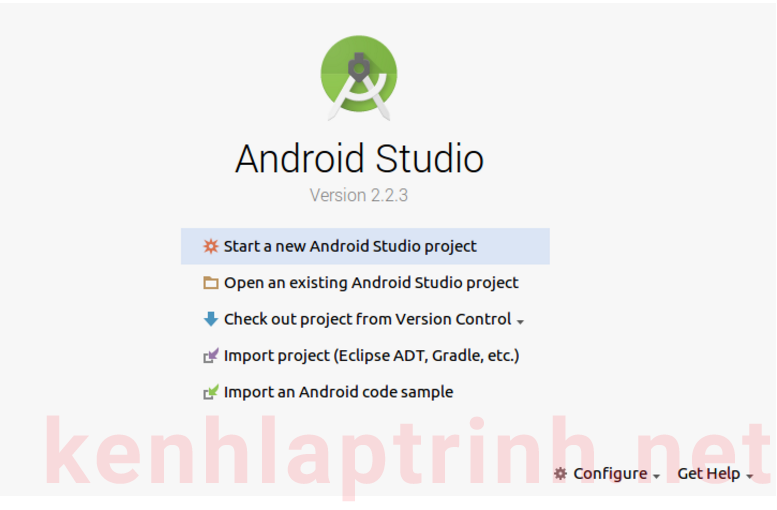 Android Studio
Version 2.2.3
Start a new Android Studio project
Open an existing Android Studio project
Check out project from Version Control
Import project (Eclipse ADT, Gradle, etc.)
Import an Android code sample
kenhlaptrinh.net
Configure Get Help